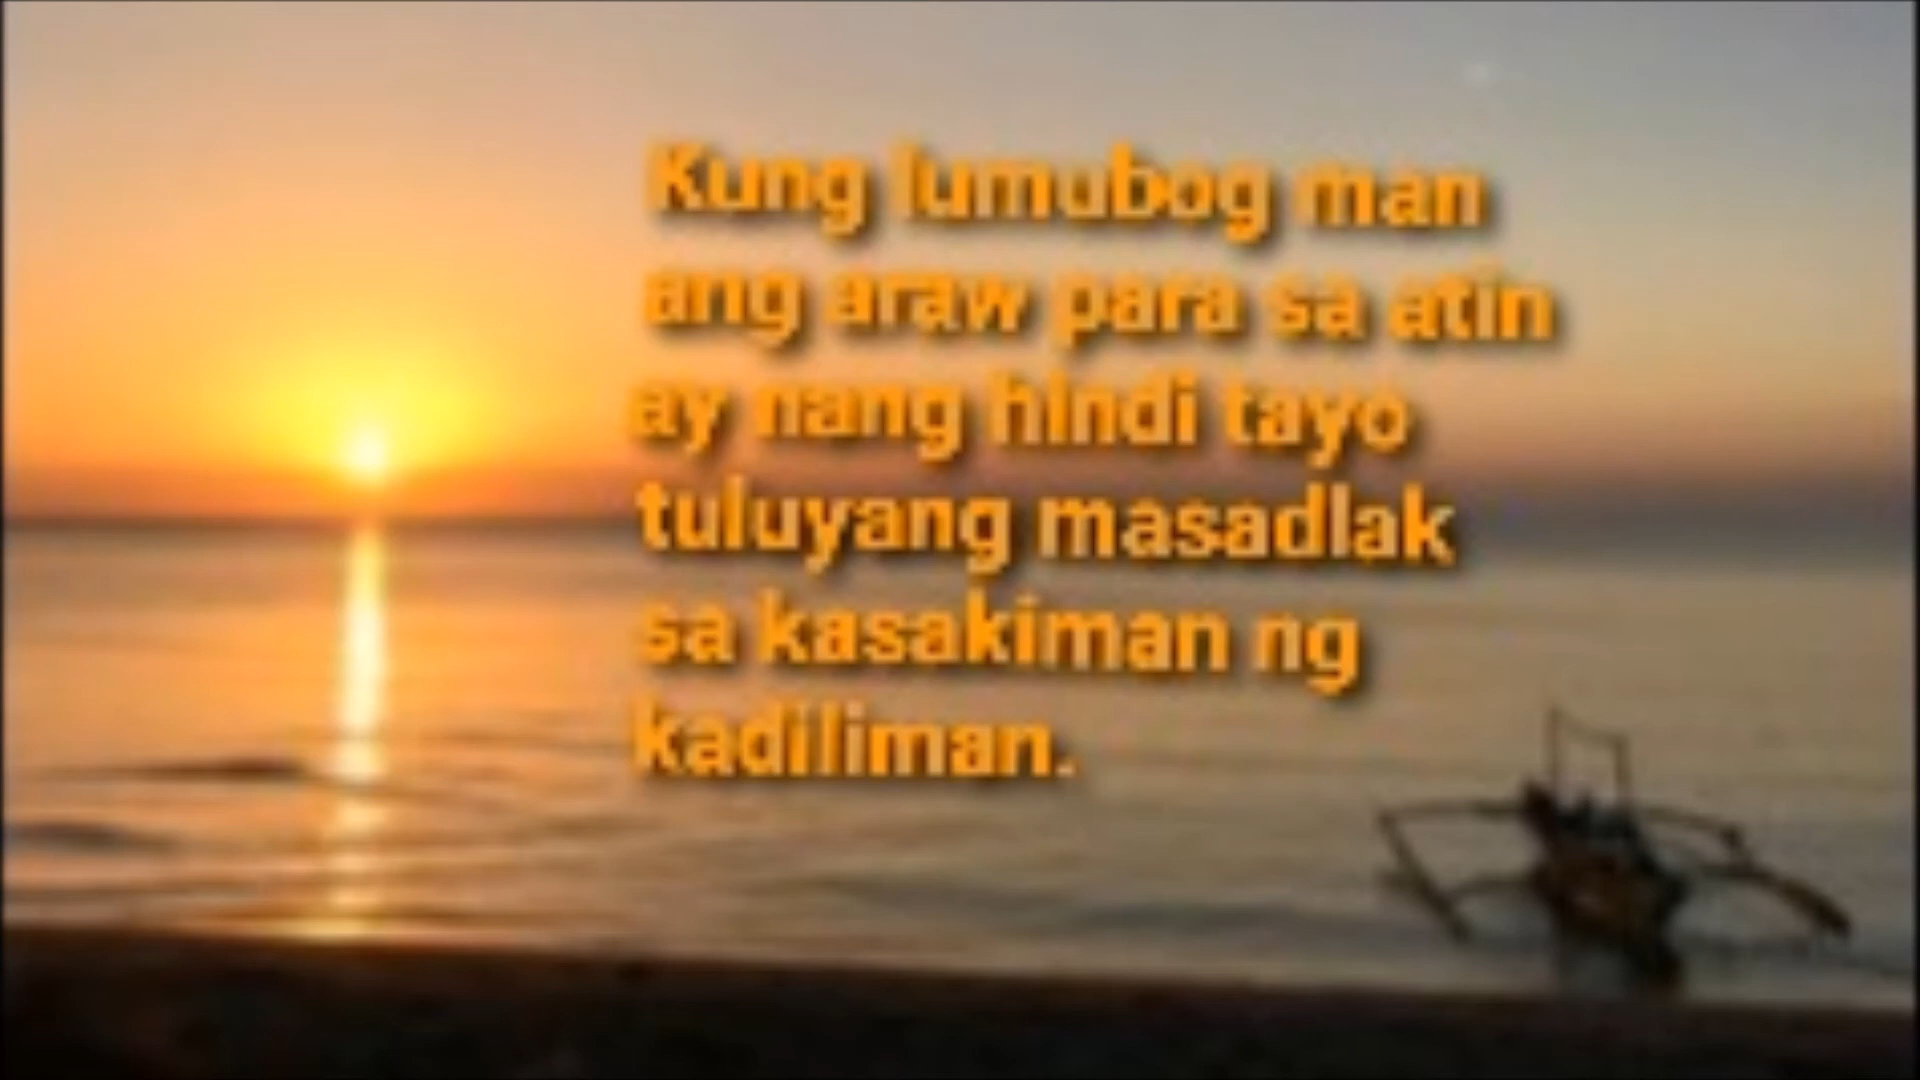 Kung lumubog man
ang araw para sa atin
ay nang hindi tayo
tuluyang masadlak
sa kasakiman ng
kadiliman.